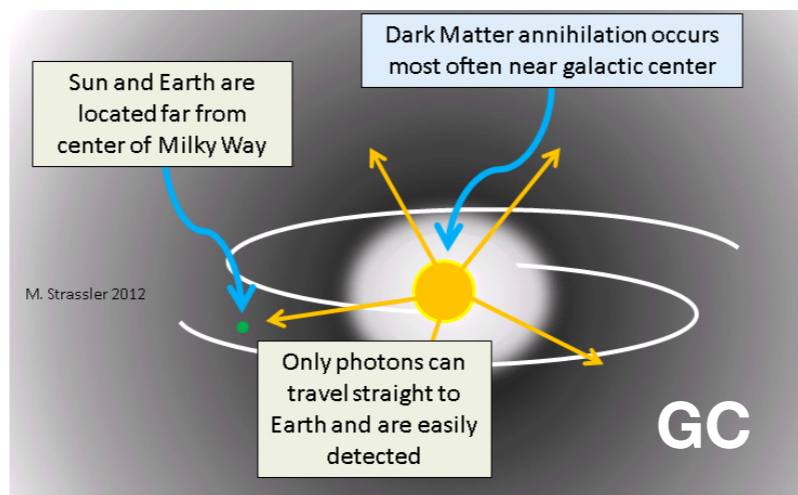 Dark Matter annihilation occurs
most often near galactic center
Sun and Earth are
located far from
center of Milky Way
M. Strassler 2012
Only photons can
travel straight to
Earth and are easily
detected
GC